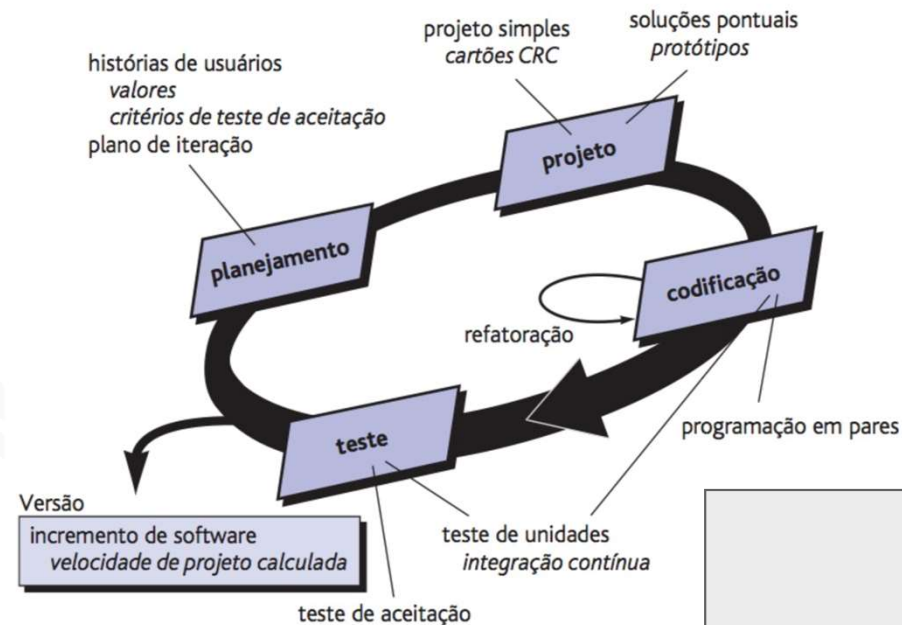 projeto simples
cartões CRC
soluções pontuais
protótipos
histórias de usuários
valores
critérios de teste de aceitação
plano de iteração
projeto
planejamento
codificação
refatoração
programação em pares
teste
Versão
incremento de software
velocidade de projeto calculada
teste de unidades
integração contínua
teste de aceitação